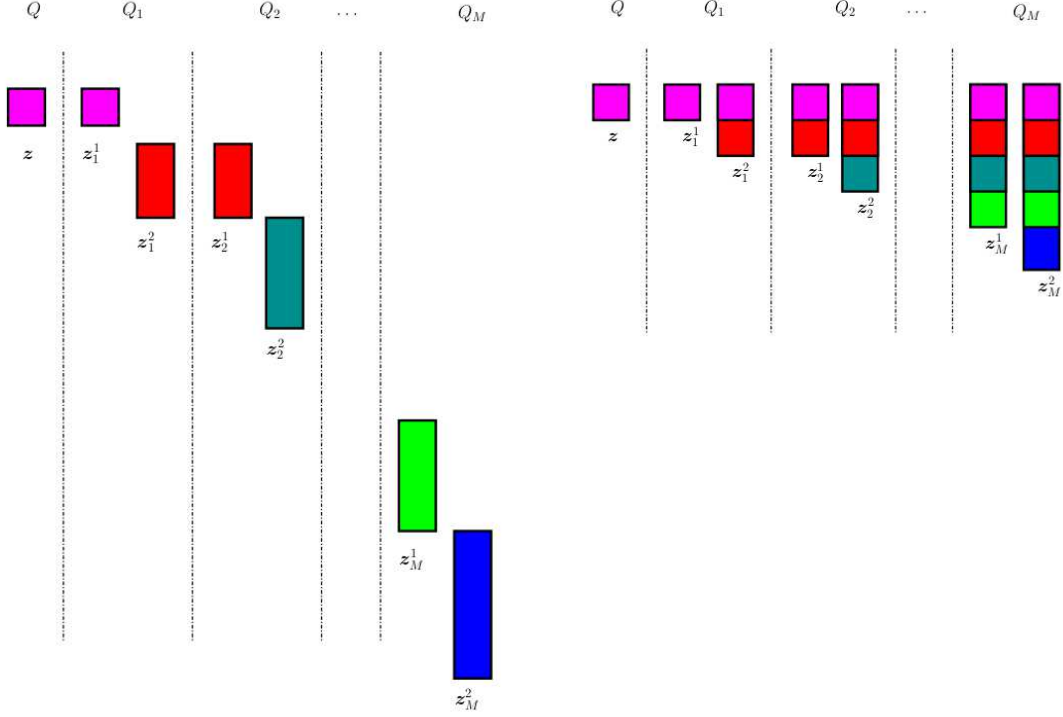 Q Q_1 Q_2 ... Q_M
z z_1^1
z_1^2 z_2^1
z_2^2
z_M^1
z_M^2
Q Q_1 Q_2 ... Q_M
z z_1^1
z_1^2 z_2^1
z_2^2
z_M^1
z_M^2